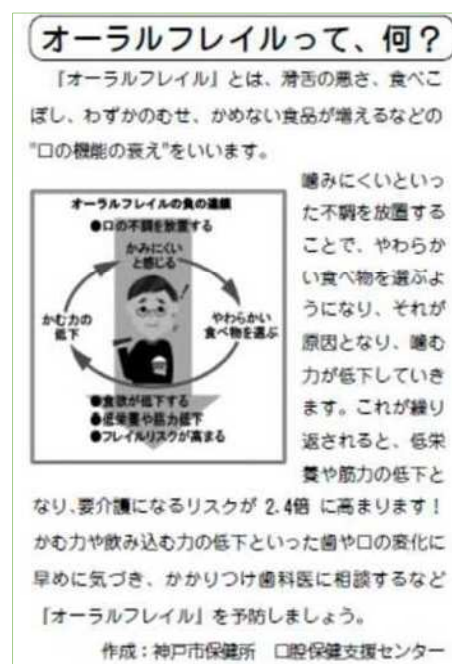 オーラルフレイルって、何？
『オーラルフレイル』とは、滑舌の悪さ、食べこ
ぼし、わずかのむせ、かめない食品が増えるなどの
"口の機能の衰え"をいいます。
オーラルフレイルの負の連鎖
●口の不調を放置する
かみにくい
と感じる
やわらかい
食べ物を選ぶ
かむ力の
低下
●食欲が低下する
●低栄養や筋力低下
●フレイルリスクが高まる
噛みにくいといっ
た不調を放置する
ことで、やわらか
い食べ物を選ぶよ
うになり、それが
原因となり、噛む
力が低下していき
ます。これが繰り
返されると、低栄
養や筋力の低下と
なり、要介護になるリスクが 2.4倍 に高まります！
かむ力や飲み込む力の低下といった歯や口の変化に
早めに気づき、かかりつけ歯科医に相談するなど
『オーラルフレイル』を予防しましょう。
作成：神戸市保健所 口腔保健支援センター